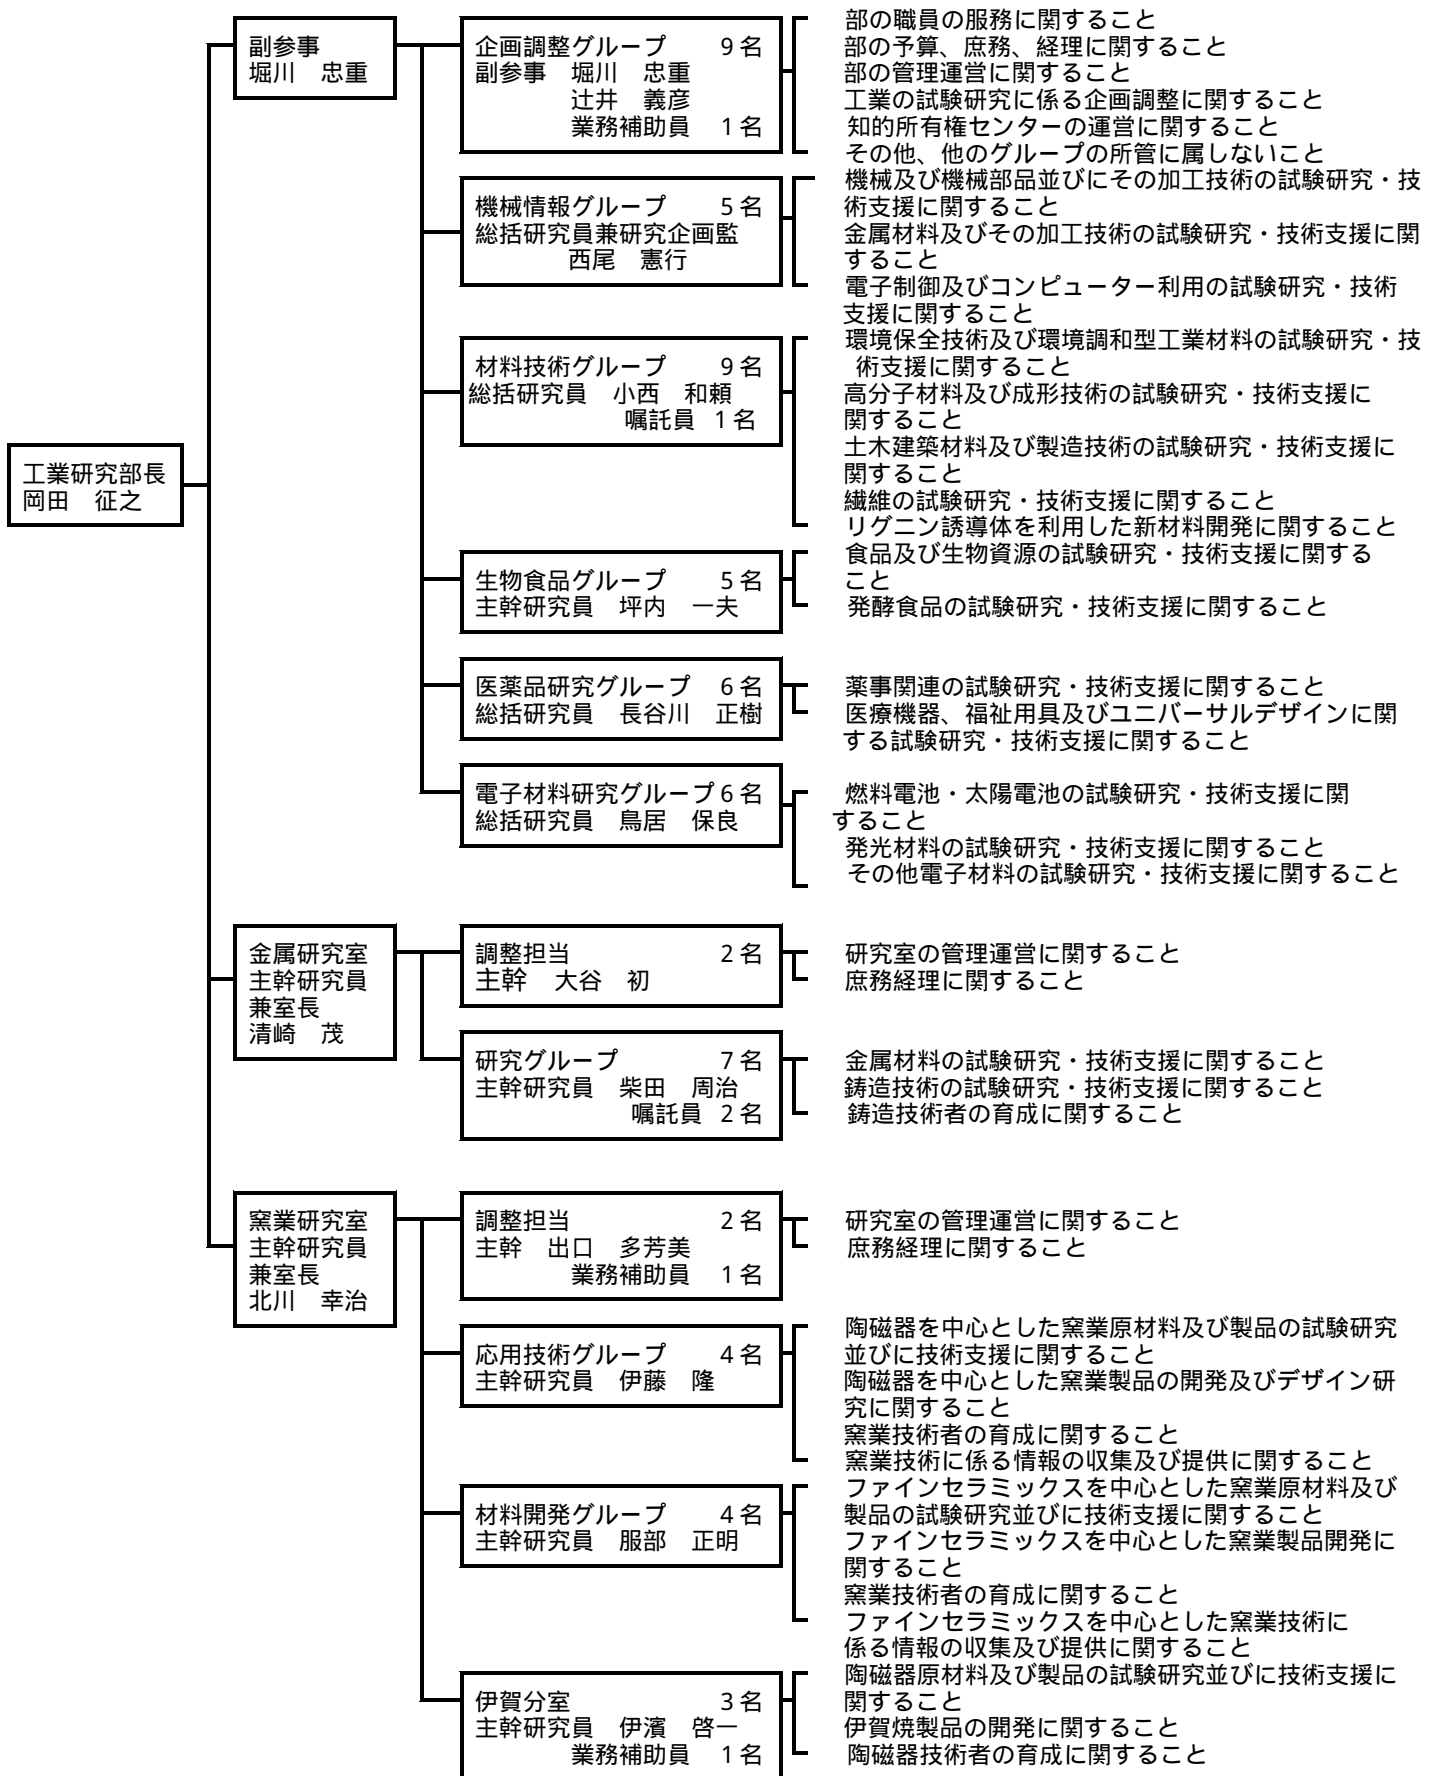 工業研究部長
岡田　征之
副参事
堀川　忠重
企画調整グループ　9名
副参事　堀川　忠重
辻井　義彦
業務補助員　1名
部の職員の服務に関すること
部の予算、庶務、経理に関すること
部の管理運営に関すること
工業の試験研究に係る企画調整に関すること
知的所有権センターの運営に関すること
その他、他のグループの所管に属しないこと
機械情報グループ　5名
総括研究員兼研究企画監
西尾　憲行
機械及び機械部品並びにその加工技術の試験研究・技
術支援に関すること
金属材料及びその加工技術の試験研究・技術支援に関
すること
電子制御及びコンピューター利用の試験研究・技術
支援に関すること
材料技術グループ　9名
総括研究員　小西　和頼
嘱託員　1名
環境保全技術及び環境調和型工業材料の試験研究・技
術支援に関すること
高分子材料及び成形技術の試験研究・技術支援に
関すること
土木建築材料及び製造技術の試験研究・技術支援に
関すること
繊維の試験研究・技術支援に関すること
リグニン誘導体を利用した新材料開発に関すること
生物食品グループ　5名
主幹研究員　坪内　一夫
食品及び生物資源の試験研究・技術支援に関する
こと
発酵食品の試験研究・技術支援に関すること
医薬品研究グループ　6名
総括研究員　長谷川　正樹
薬事関連の試験研究・技術支援に関すること
医療機器、福祉用具及びユニバーサルデザインに関
する試験研究・技術支援に関すること
電子材料研究グループ6名
総括研究員　鳥居　保良
燃料電池・太陽電池の試験研究・技術支援に関
すること
発光材料の試験研究・技術支援に関すること
その他電子材料の試験研究・技術支援に関すること
金属研究室
主幹研究員
兼室長
清崎　茂
調整担当　2名
主幹　大谷　初
研究室の管理運営に関すること
庶務経理に関すること
研究グループ　7名
主幹研究員　柴田　周治
嘱託員　2名
金属材料の試験研究・技術支援に関すること
鋳造技術の試験研究・技術支援に関すること
鋳造技術者の育成に関すること
窯業研究室
主幹研究員
兼室長
北川　幸治
調整担当　2名
主幹　出口　多芳美
業務補助員　1名
研究室の管理運営に関すること
庶務経理に関すること
応用技術グループ　4名
主幹研究員　伊藤　隆
陶磁器を中心とした窯業原材料及び製品の試験研究
並びに技術支援に関すること
陶磁器を中心とした窯業製品の開発及びデザイン研
究に関すること
窯業技術者の育成に関すること
窯業技術に係る情報の収集及び提供に関すること
材料開発グループ　4名
主幹研究員　服部　正明
ファインセラミックスを中心とした窯業原材料及び
製品の試験研究並びに技術支援に関すること
ファインセラミックスを中心とした窯業製品開発に
関すること
窯業技術者の育成に関すること
ファインセラミックスを中心とした窯業技術に
係る情報の収集及び提供に関すること
伊賀分室　3名
主幹研究員　伊濱　啓一
業務補助員　1名
陶磁器原材料及び製品の試験研究並びに技術支援に
関すること
伊賀焼製品の開発に関すること
陶磁器技術者の育成に関すること